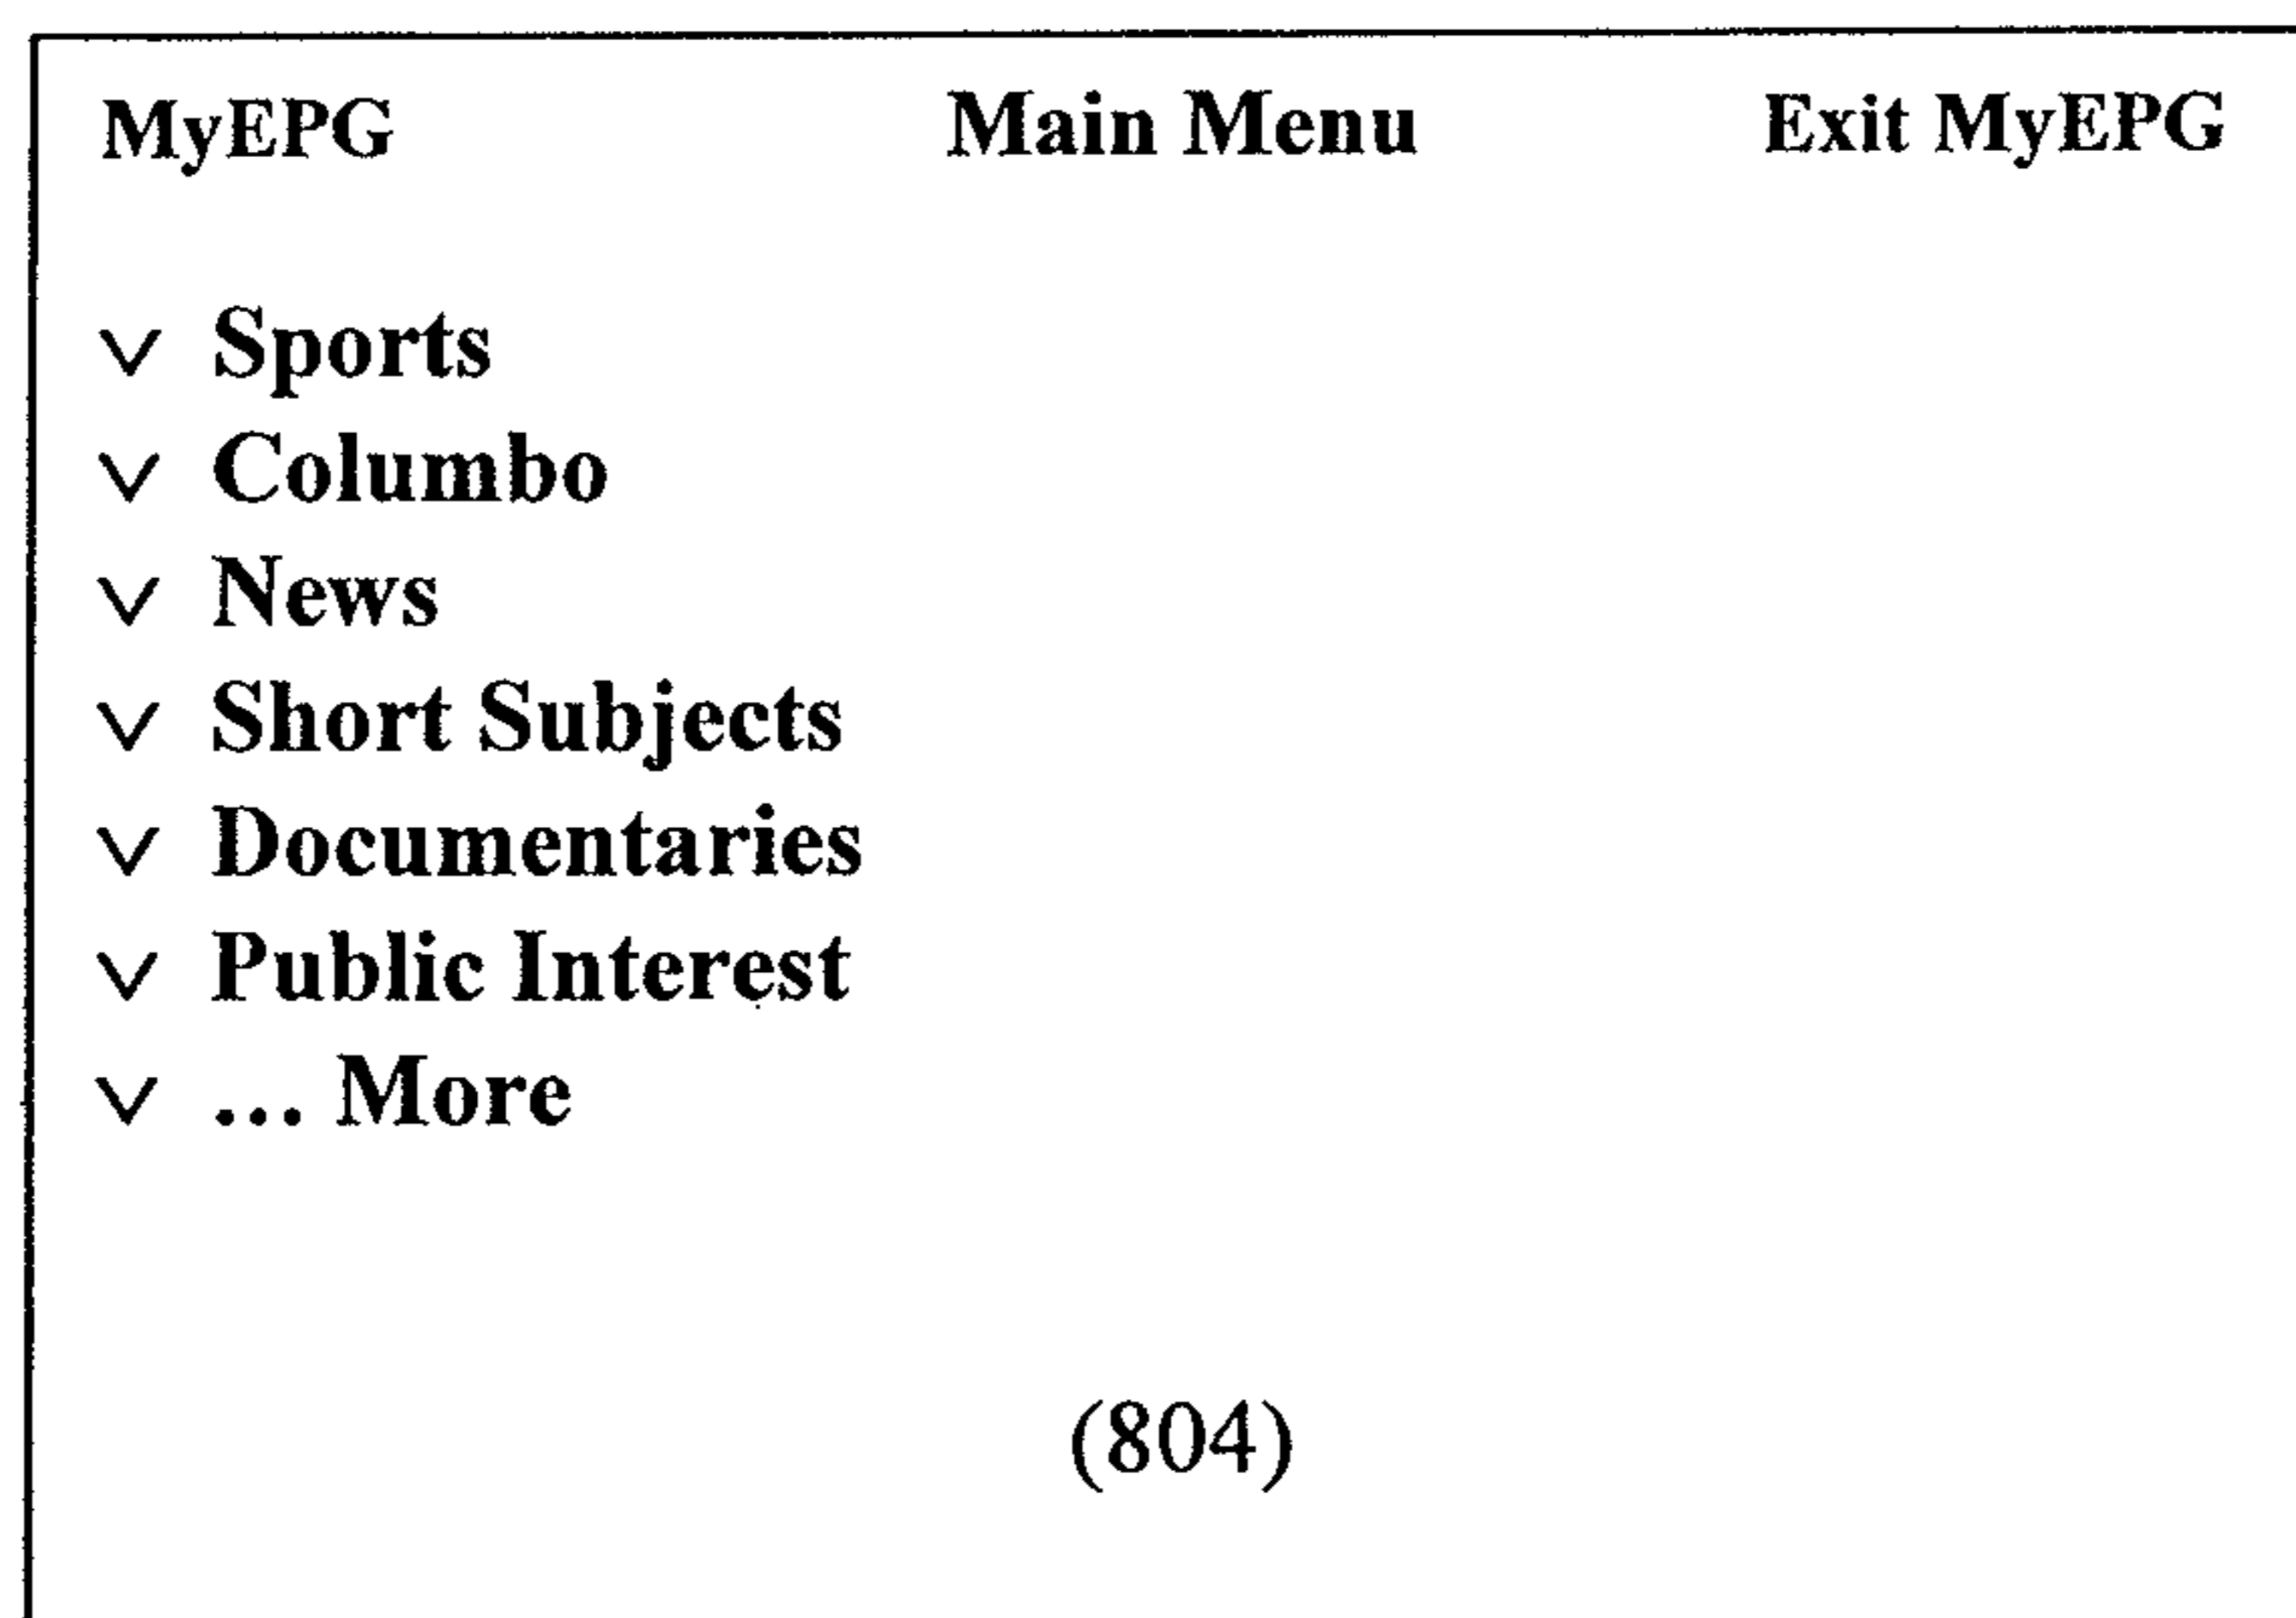 MyEPG Main Menu Exit MyEPG
∨ Sports
∨ Columbo
∨ News
∨ Short Subjects
∨ Documentaries
∨ Public Interest
∨ ... More
(804)